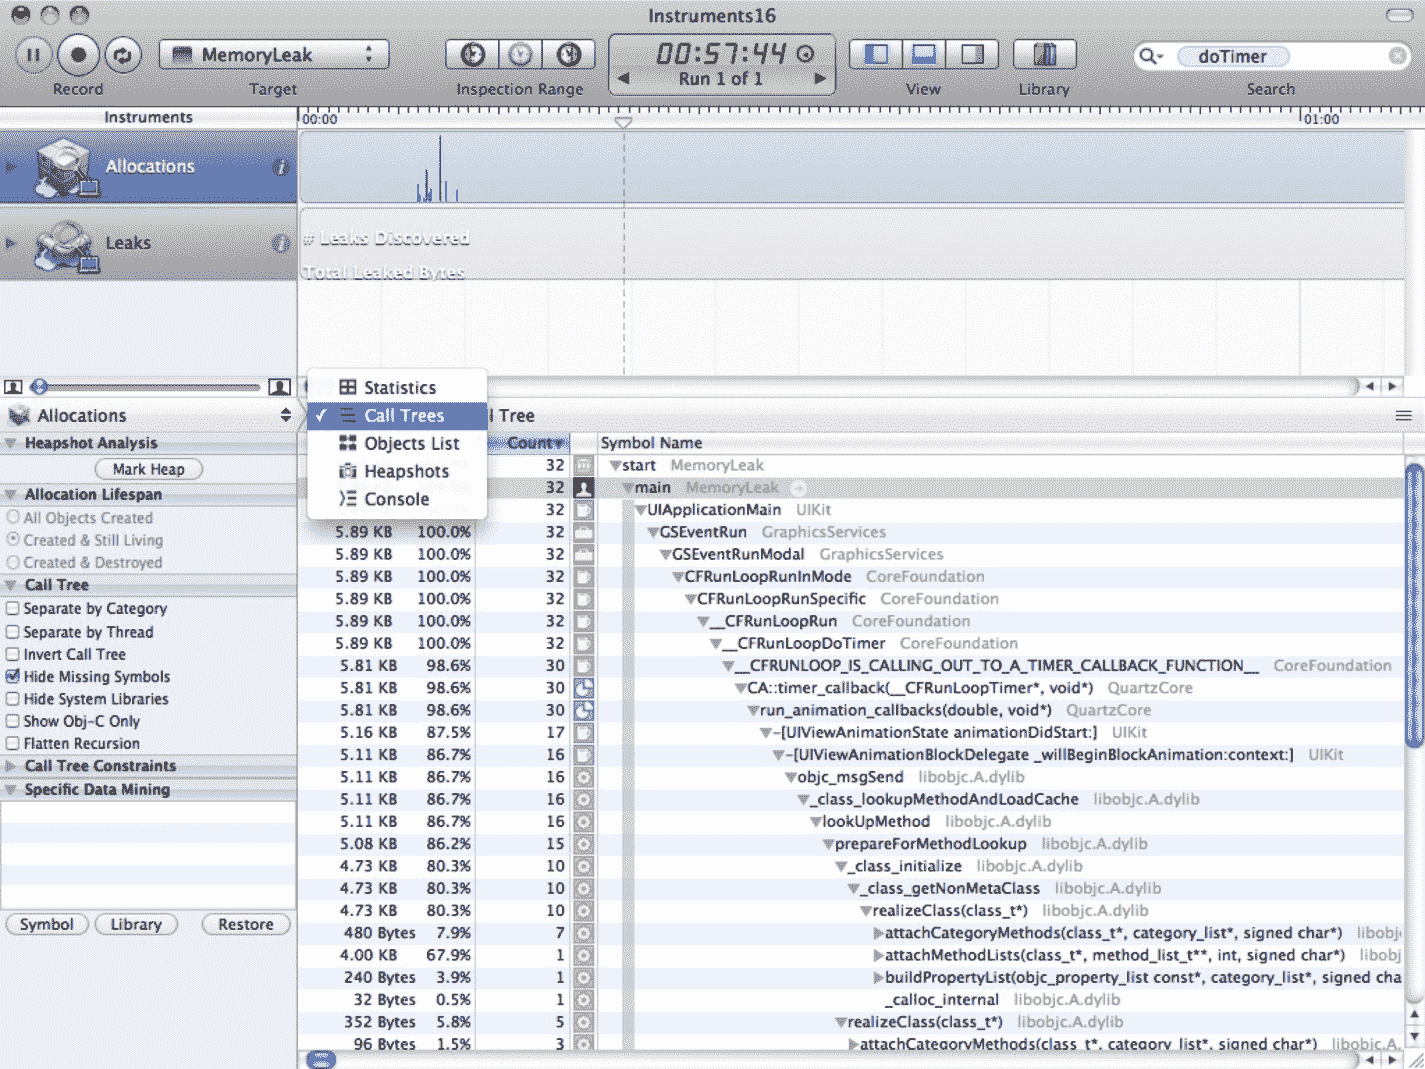 Instruments16
MemoryLeak
00:57:44
Run 1 of 1
doTimer
Record
Target
Inspection Range
View
Library
Search
Instruments
00:00
01:00
Allocations
Leaks
# Leaks Discovered
Total Leaked Bytes
Statistics
Call Trees
Objects List
Heapshots
Console
Allocations
l Tree
Heapshot Analysis
Mark Heap
Allocation Lifespan
All Objects Created
Created & Still Living
Created & Destroyed
Call Tree
Separate by Category
Separate by Thread
Invert Call Tree
Hide Missing Symbols
Hide System Libraries
Show Obj-C Only
Flatten Recursion
Call Tree Constraints
Specific Data Mining
Symbol
Library
Restore
Count Symbol Name
32 start MemoryLeak
32 main MemoryLeak
32 UIApplicationMain UIKit
5.89 KB 100.0% 32 GSEventRun GraphicsServices
5.89 KB 100.0% 32 GSEventRunModal GraphicsServices
5.89 KB 100.0% 32 CFRunLoopRunInMode CoreFoundation
5.89 KB 100.0% 32 CFRunLoopRunSpecific CoreFoundation
5.89 KB 100.0% 32 __CFRunLoopRun CoreFoundation
5.89 KB 100.0% 32 __CFRunLoopDoTimer CoreFoundation
5.81 KB 98.6% 30 __CFRUNLOOP_IS_CALLING_OUT_TO_A_TIMER_CALLBACK_FUNCTION__ CoreFoundation
5.81 KB 98.6% 30 CA::timer_callback(__CFRunLoopTimer*, void*) QuartzCore
5.81 KB 98.6% 30 run_animation_callbacks(double, void*) QuartzCore
5.16 KB 87.5% 17 -[UIViewAnimationState animationDidStart:] UIKit
5.11 KB 86.7% 16 -[UIViewAnimationBlockDelegate _willBeginBlockAnimation:context:] UIKit
5.11 KB 86.7% 16 objc_msgSend libobjc.A.dylib
5.11 KB 86.7% 16 _class_lookupMethodAndLoadCache libobjc.A.dylib
5.11 KB 86.7% 16 lookUpMethod libobjc.A.dylib
5.08 KB 86.2% 15 prepareForMethodLookup libobjc.A.dylib
4.73 KB 80.3% 10 _class_initialize libobjc.A.dylib
4.73 KB 80.3% 10 _class_getNonMetaClass libobjc.A.dylib
4.73 KB 80.3% 10 realizeClass(class_t*) libobjc.A.dylib
480 Bytes 7.9% 7 attachCategoryMethods(class_t*, category_list*, signed char*) libobj
4.00 KB 67.9% 1 attachMethodLists(class_t*, method_list_t**, int, signed char*) libobj
240 Bytes 3.9% 1 buildPropertyList(objc_property_list const*, category_list*, signed cha
32 Bytes 0.5% 1 _calloc_internal libobjc.A.dylib
352 Bytes 5.8% 5 realizeClass(class_t*) libobjc.A.dylib
96 Bytes 1.5% 3 attachCategoryMethods(class_t*, category_list*, signed char*) libobjc.A.